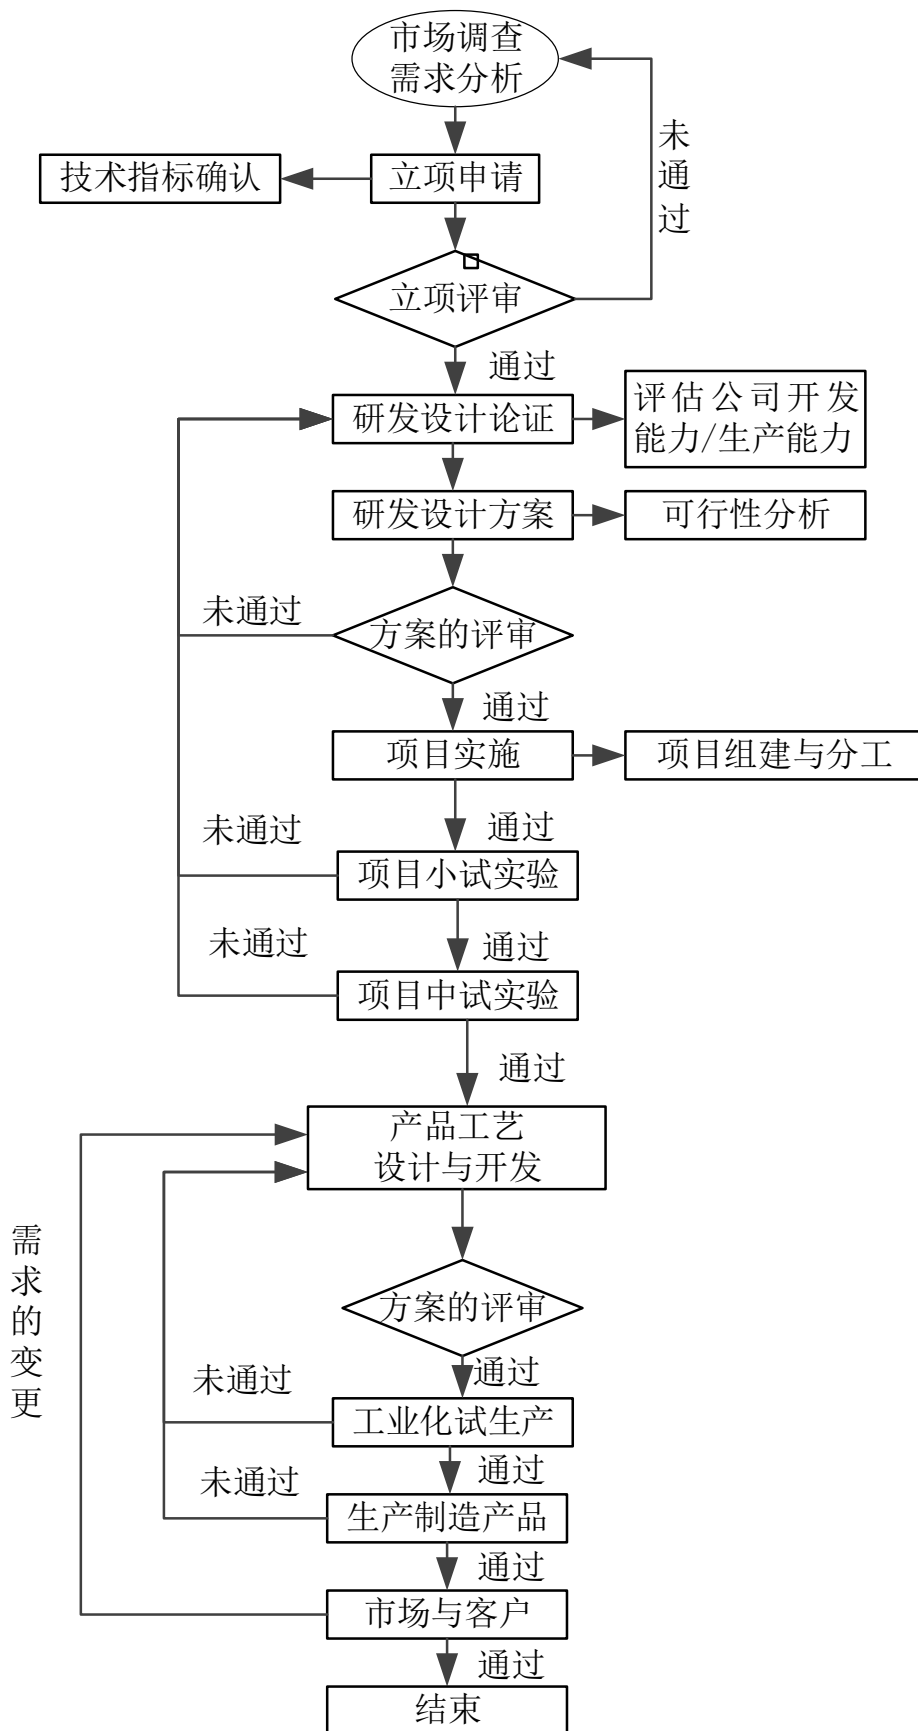 市场调查
需求分析
未通过
技术指标确认
立项申请
立项评审
通过
研发设计论证
评估公司开发
能力/生产能力
研发设计方案
可行性分析
未通过
方案的评审
通过
项目实施
项目组建与分工
未通过
通过
项目小试实验
未通过
通过
项目中试实验
通过
产品工艺
设计与开发
需求的变更
方案的评审
未通过
通过
工业化试生产
未通过
通过
生产制造产品
通过
市场与客户
通过
结束